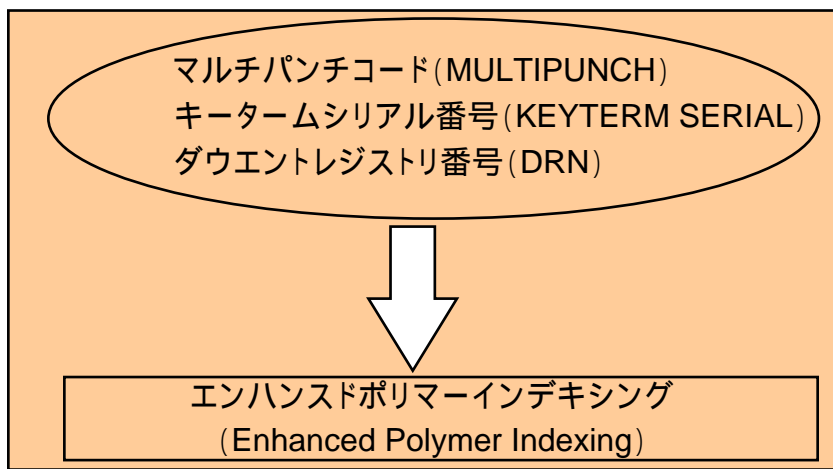 マルチパンチコード(MULTIPUNCH)
キータームシリアル番号(KEYTERM SERIAL)
ダウエントレジストリ番号(DRN)
エンハンスドポリマーインデキシング
(Enhanced Polymer Indexing)